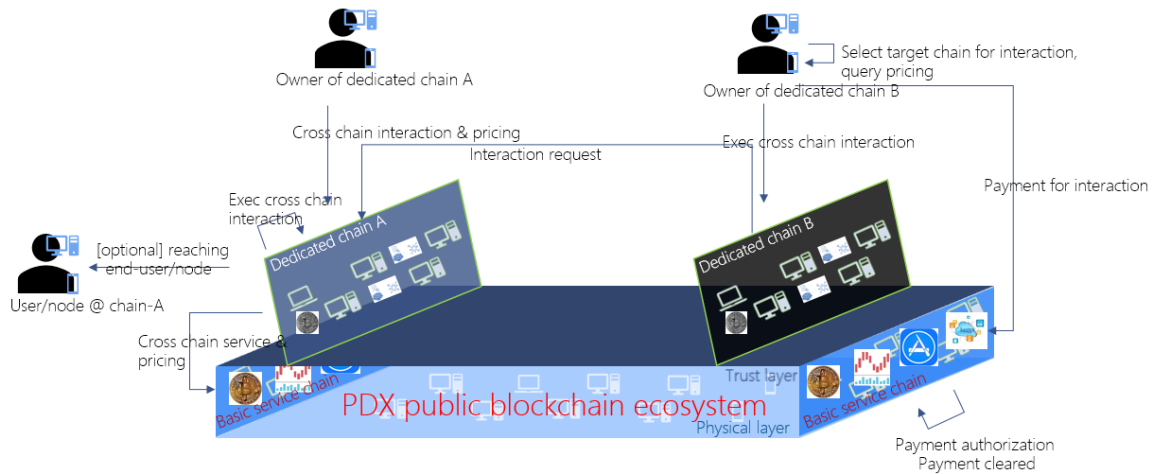 Owner of dedicated chain A
Select target chain for interaction,
query pricing
Owner of dedicated chain B
Cross chain interaction & pricing
Interaction request
Exec cross chain interaction
Payment for interaction
Exec cross chain
interaction
Dedicated chain A
Dedicated chain B
[optional] reaching
end-user/node
User/node @ chain-A
Cross chain service &
pricing
Trust layer
Basic service chain
PDX public blockchain ecosystem
Basic service chain
Physical layer
Payment authorization
Payment cleared